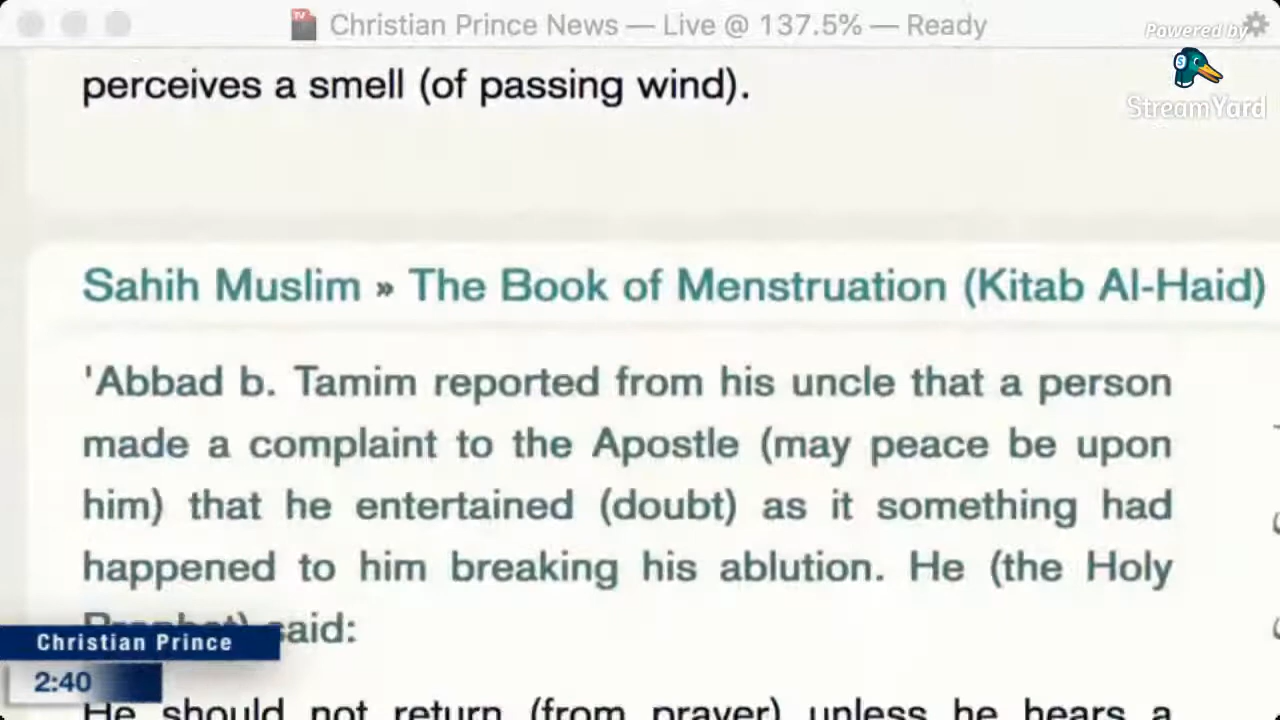 Christian Prince News — Live @ 137.5% — Ready
Powered by
StreamYard
perceives a smell (of passing wind).
Sahih Muslim » The Book of Menstruation (Kitab Al-Haid)
'Abbad b. Tamim reported from his uncle that a person
made a complaint to the Apostle (may peace be upon
him) that he entertained (doubt) as it something had
happened to him breaking his ablution. He (the Holy
Prophet) said:
Christian Prince
2:40
He should not return (from prayer) unless he hears a